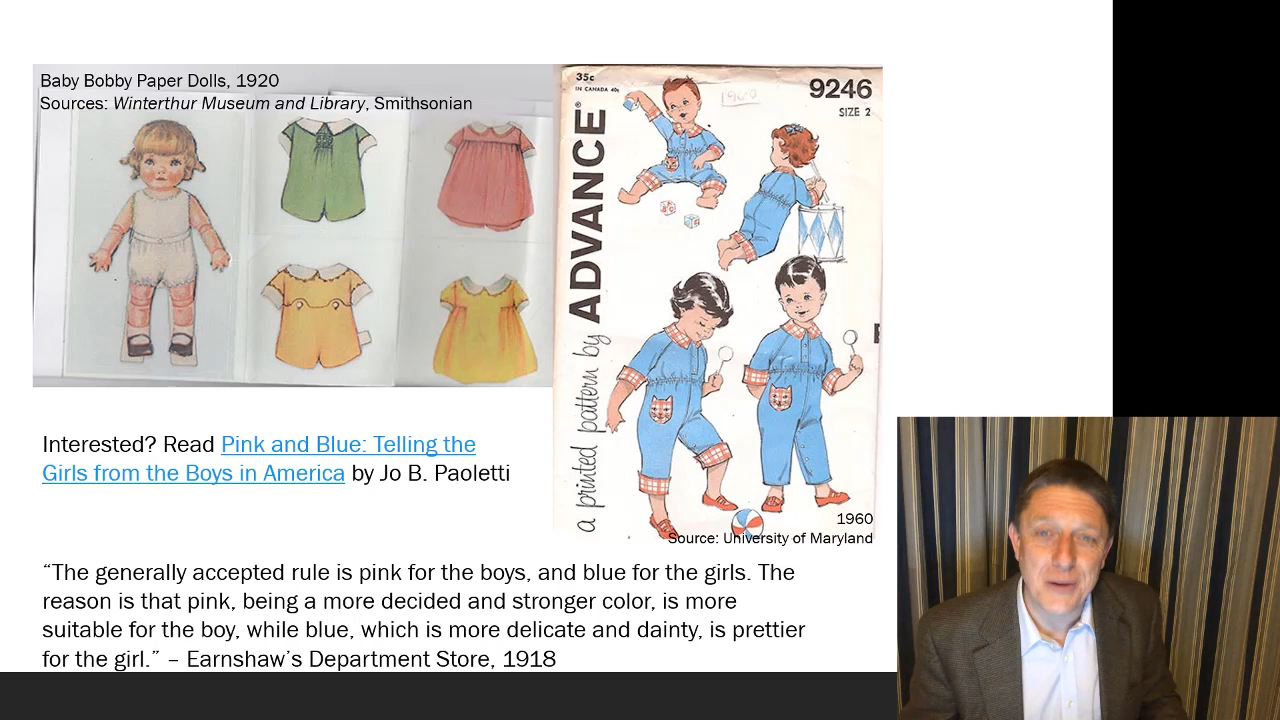 Baby Bobby Paper Dolls, 1920
Sources: Winterthur Museum and Library, Smithsonian
35c
IN CANADA 40c
1960
9246
SIZE 2
a printed pattern by ADVANCE®
1960
Source: University of Maryland
Interested? Read Pink and Blue: Telling the
Girls from the Boys in America by Jo B. Paoletti
“The generally accepted rule is pink for the boys, and blue for the girls. The
reason is that pink, being a more decided and stronger color, is more
suitable for the boy, while blue, which is more delicate and dainty, is prettier
for the girl.” – Earnshaw’s Department Store, 1918